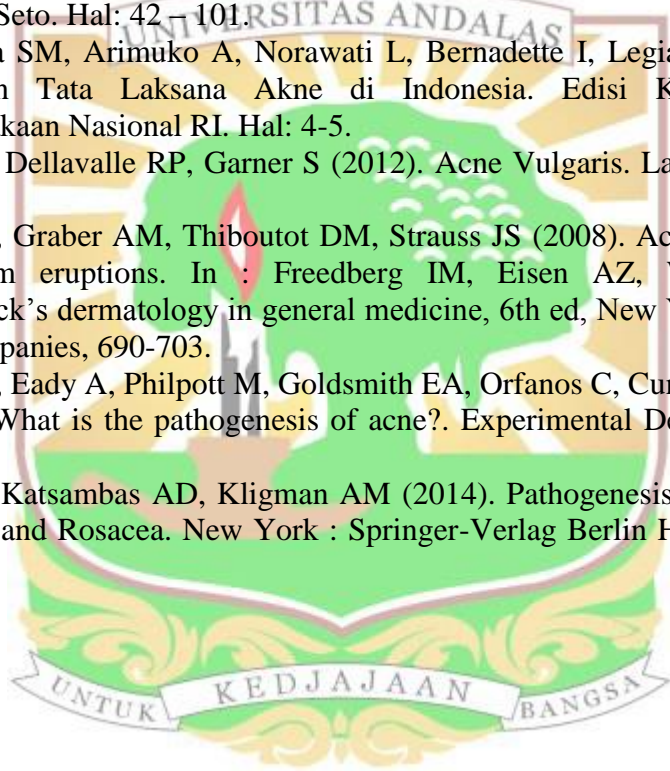 Seto. Hal: 42 – 101.
UNIVERSITAS ANDALAS
a SM, Arimuko A, Norawati L, Bernadette I, Legia
n Tata Laksana Akne di Indonesia. Edisi K
kaan Nasional RI. Hal: 4-5.
Dellavalle RP, Garner S (2012). Acne Vulgaris. La
, Graber AM, Thiboutot DM, Strauss JS (2008). Ac
m eruptions. In : Freedberg IM, Eisen AZ,
ck’s dermatology in general medicine, 6th ed, New
panies, 690-703.
, Eady A, Philpott M, Goldsmith EA, Orfanos C, Cu
What is the pathogenesis of acne?. Experimental De
Katsambas AD, Kligman AM (2014). Pathogenesis
and Rosacea. New York : Springer-Verlag Berlin H
UNTUK KEDJAJAAN BANGSA